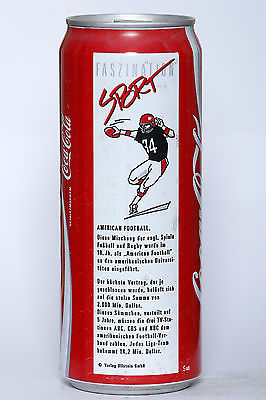 FASZINATION
SPORT
34
AMERICAN FOOTBALL.
Diese Mischung der engl. Spiele
Fußball und Rugby wurde im
19.Jh. als "American Football"
an den amerikanischen Universi-
täten eingeführt.
Der höchste Vertrag, der je
geschlossen wurde, beläuft sich
auf die stolze Summe von
2.000 Mio. Dollar.
Dieses Sümmchen, verteilt auf
5 Jahre, müssen die drei TV-Sta-
tionen ABC, CBS und NBC dem
amerikanischen Football-Ver-
band zahlen. Jedes Liga-Team
bekommt 14,2 Mio. Dollar.
© Verlag Ullstein GmbH
Coca-Cola